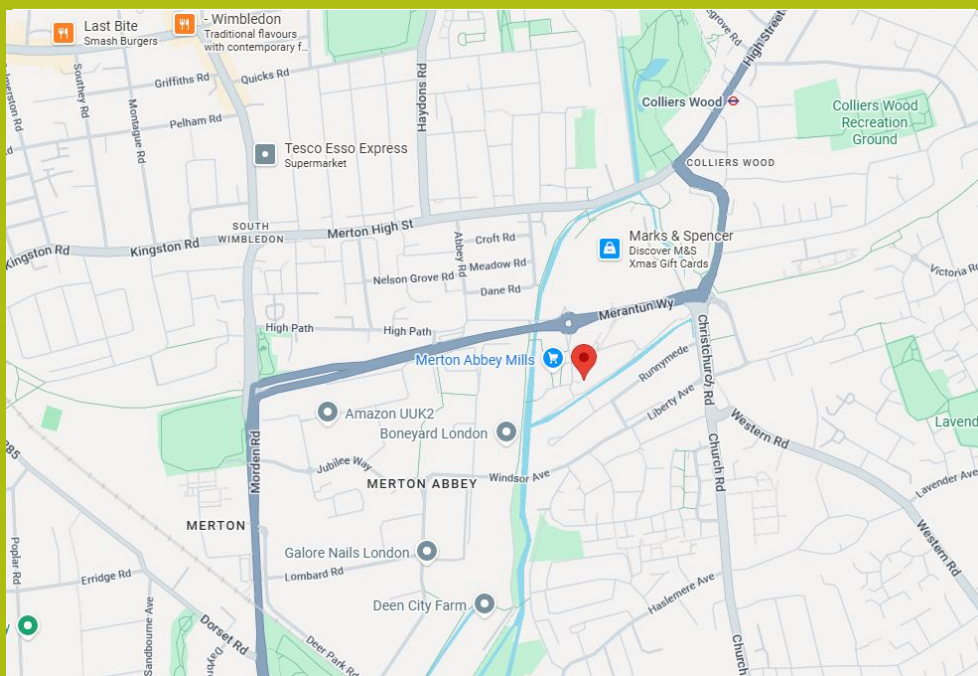 Last Bite
Smash Burgers
- Wimbledon
Traditional flavours
with contemporary f...
High Street
Griffiths Rd
Quicks Rd
Southey Rd
Montague Rd
Haydons Rd
Colliers Wood
Colliers Wood
Recreation
Ground
Pelham Rd
Tesco Esso Express
Supermarket
COLLIERS WOOD
SOUTH
WIMBLEDON
Merton High St
Kingston Rd
Kingston Rd
Abbey Rd
Croft Rd
Marks & Spencer
Discover M&S
Xmas Gift Cards
Meadow Rd
Nelson Grove Rd
Dane Rd
Victoria Rd
Merantun Wy
High Path
High Path
Christchurch Rd
Merton Abbey Mills
Runnymede
Liberty Ave
Amazon UUK2
Boneyard London
Western Rd
Lavend
Morden Rd
Church Rd
285
Jubilee Way
Windsor Ave
MERTON ABBEY
Lavender Ave
MERTON
Western Rd
Galore Nails London
Poplar Rd
Erridge Rd
Lombard Rd
Haslemere Ave
Deen City Farm
Sandbourne Ave
Dorset Rd
Deer Park Rd
Church